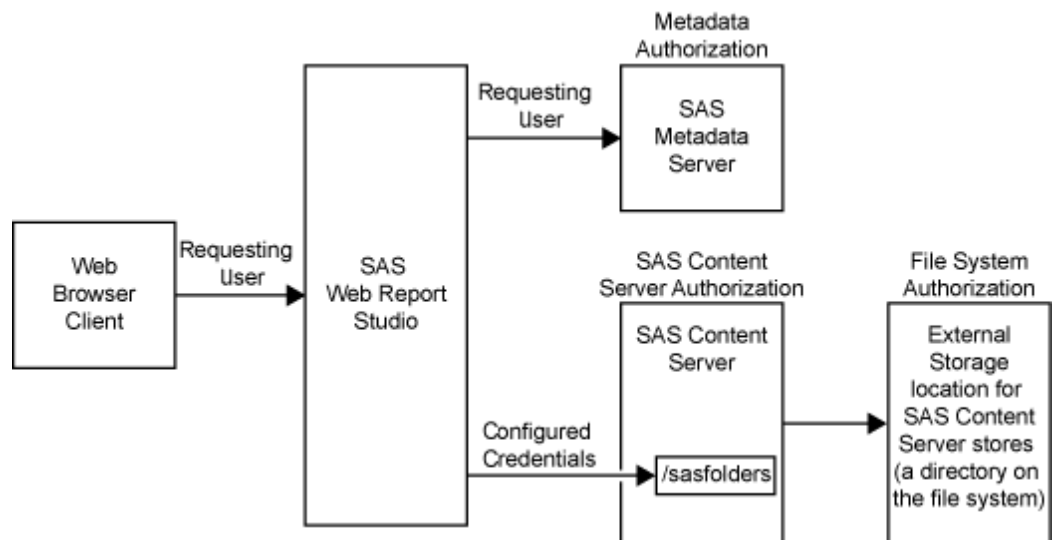 Metadata
Authorization
Requesting
User
SAS
Metadata
Server
Web
Browser
Client
Requesting
User
SAS
Web Report
Studio
SAS Content
Server Authorization
SAS Content
Server
Configured
Credentials
/sasfolders
File System
Authorization
External
Storage
location for
SAS Content
Server stores
(a directory on
the file system)